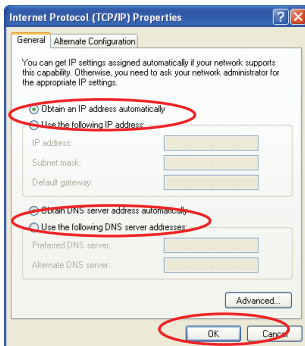 Internet Protocol (TCP/IP) Properties
General
Alternate Configuration
You can get IP settings assigned automatically if your network supports
this capability. Otherwise, you need to ask your network administrator for
the appropriate IP settings.
Obtain an IP address automatically
Use the following IP address:
IP address:
Subnet mask:
Default gateway:
Obtain DNS server address automatically
Use the following DNS server addresses:
Preferred DNS server:
Alternate DNS server:
Advanced...
OK
Cancel